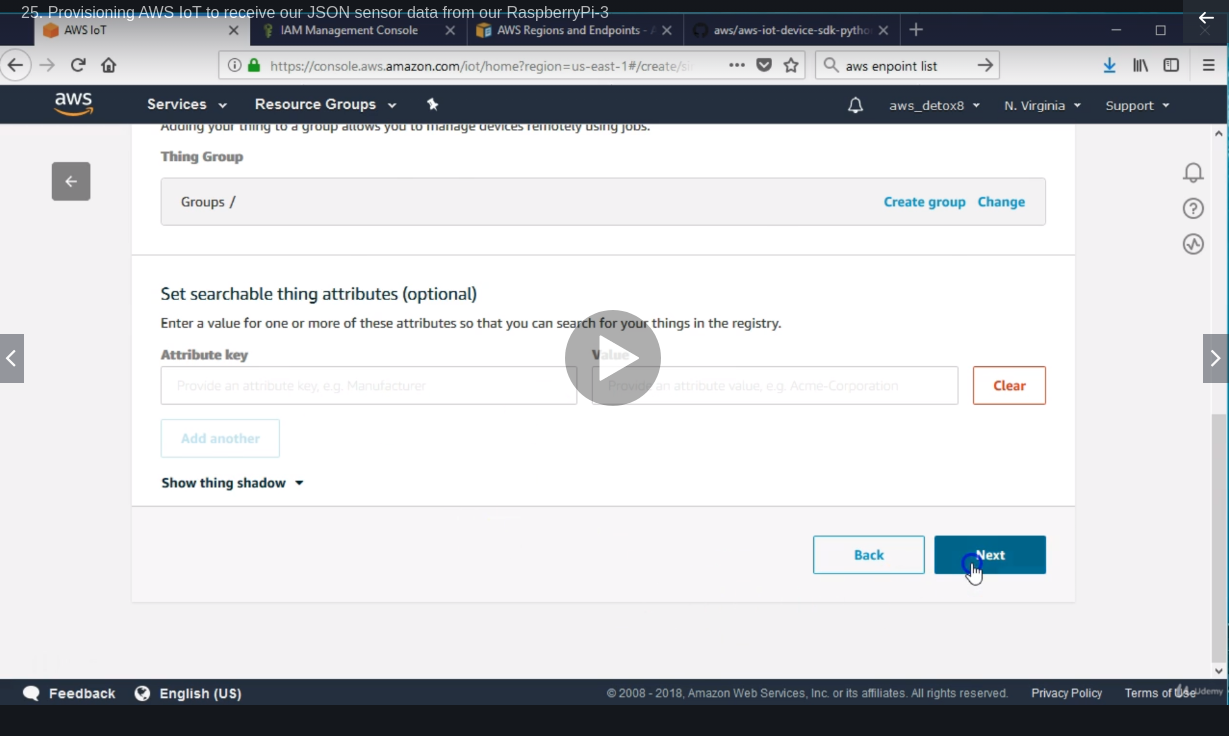 25. Provisioning AWS IoT to receive our JSON sensor data from our RaspberryPi-3
AWS IoT
IAM Management Console
AWS Regions and Endpoints - A
aws/aws-iot-device-sdk-pytho
https://console.aws.amazon.com/iot/home?region=us-east-1#/create/si
aws enpoint list
aws
Services
Resource Groups
aws_detox8
N. Virginia
Support
Adding your thing to a group allows you to manage devices remotely using jobs.
Thing Group
Groups /
Create group
Change
Set searchable thing attributes (optional)
Enter a value for one or more of these attributes so that you can search for your things in the registry.
Attribute key
Value
Provide an attribute key, e.g. Manufacturer
Provide an attribute value, e.g. Acme-Corporation
Clear
Add another
Show thing shadow
Back
Next
Feedback
English (US)
© 2008 - 2018, Amazon Web Services, Inc. or its affiliates. All rights reserved.
Privacy Policy
Terms of Use
Udemy